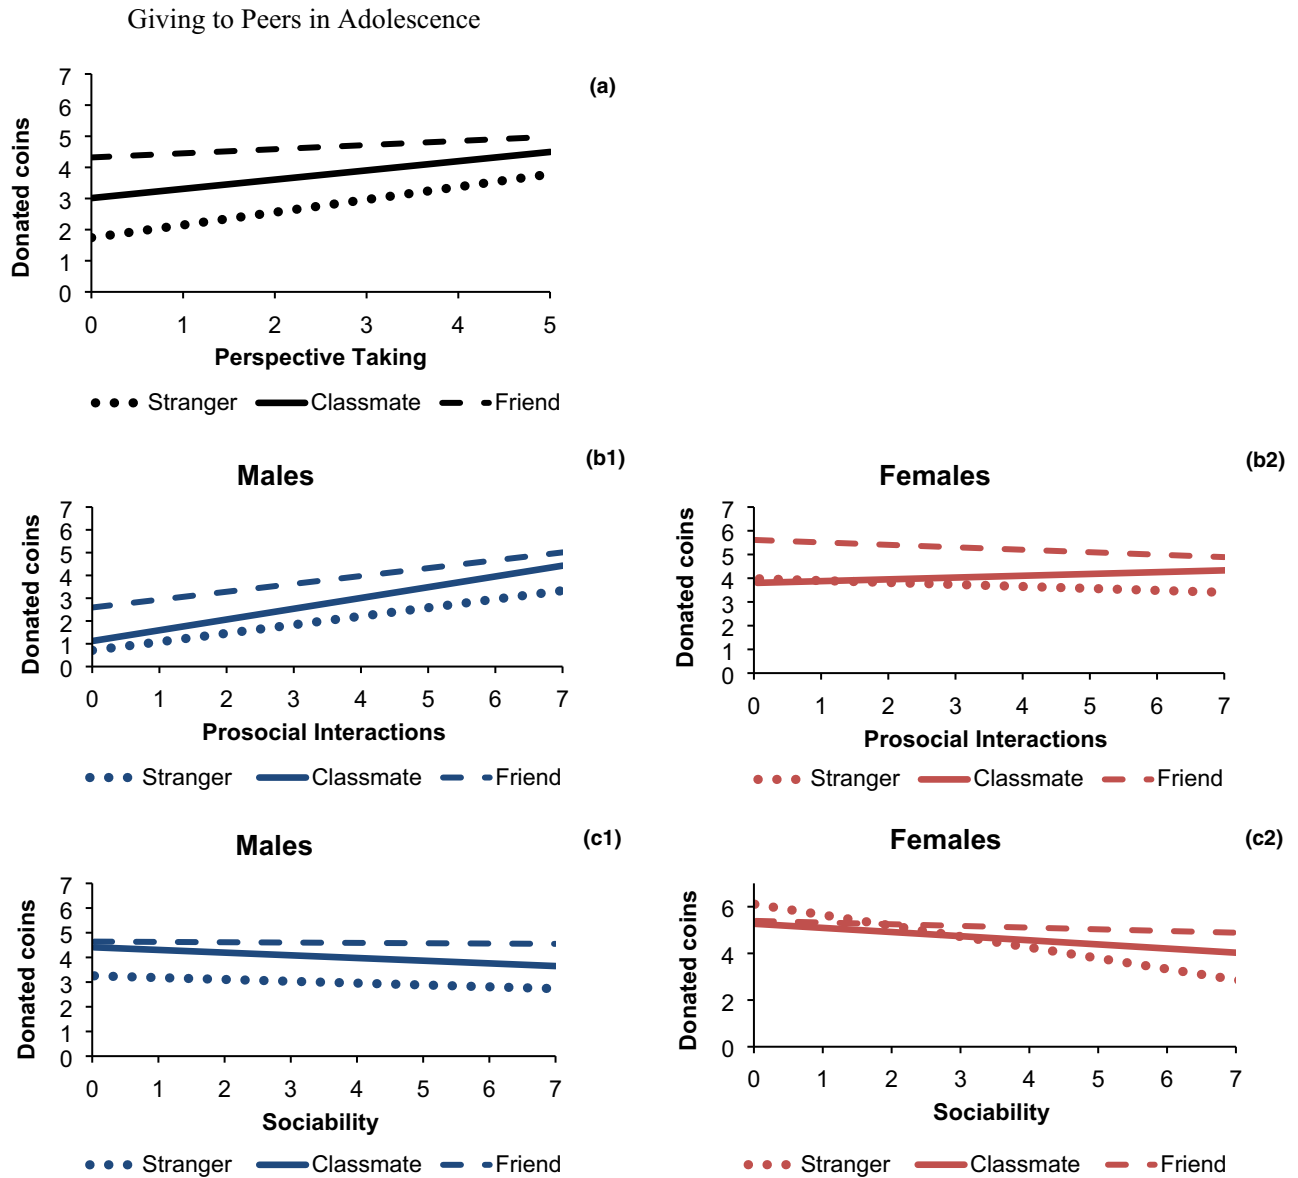 Giving to Peers in Adolescence
(a)
7
6
5
4
3
2
1
0
Donated coins
0 1 2 3 4 5
Perspective Taking
Stranger Classmate Friend
Males
(b1)
7
6
5
4
3
2
1
0
Donated coins
0 1 2 3 4 5 6 7
Prosocial Interactions
Stranger Classmate Friend
Females
(b2)
7
6
5
4
3
2
1
0
Donated coins
0 1 2 3 4 5 6 7
Prosocial Interactions
Stranger Classmate Friend
Males
(c1)
7
6
5
4
3
2
1
0
Donated coins
0 1 2 3 4 5 6 7
Sociability
Stranger Classmate Friend
Females
(c2)
6
4
2
0
Donated coins
0 1 2 3 4 5 6 7
Sociability
Stranger Classmate Friend